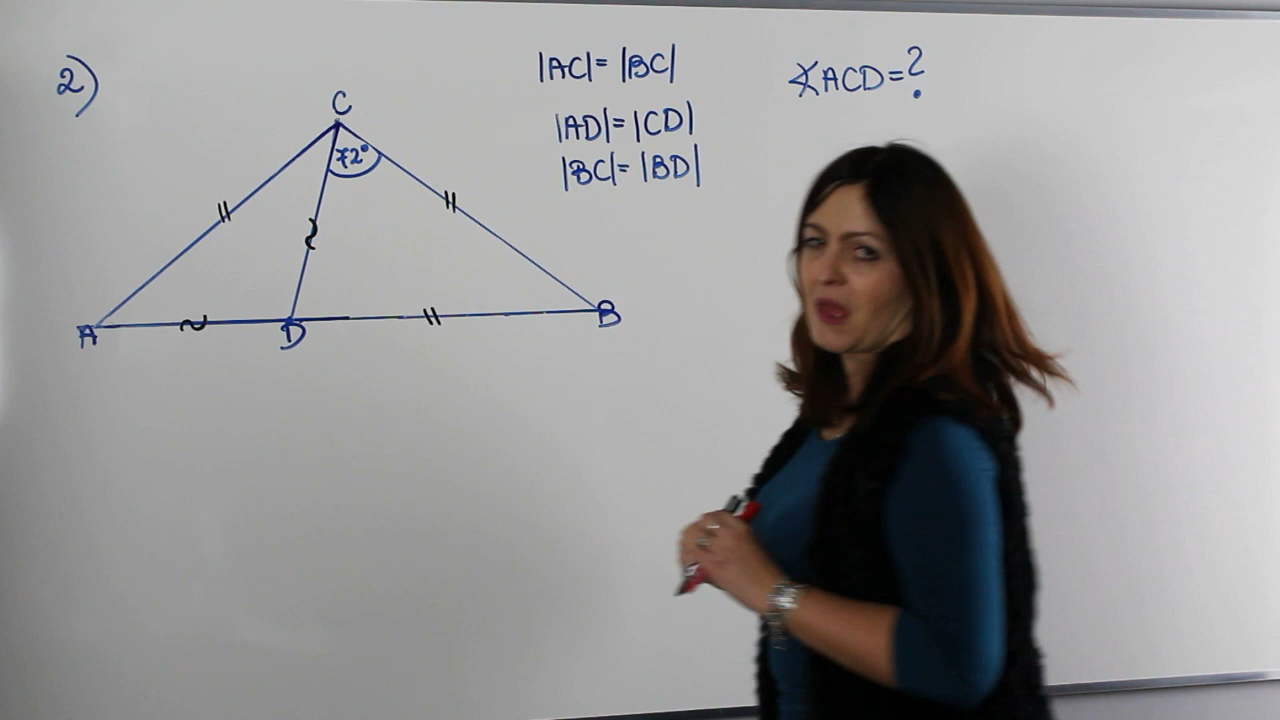 2)
|AC|=|BC|
∢ACD=?
|AD|=|CD|
|BC|=|BD|
C
72°
A
D
B